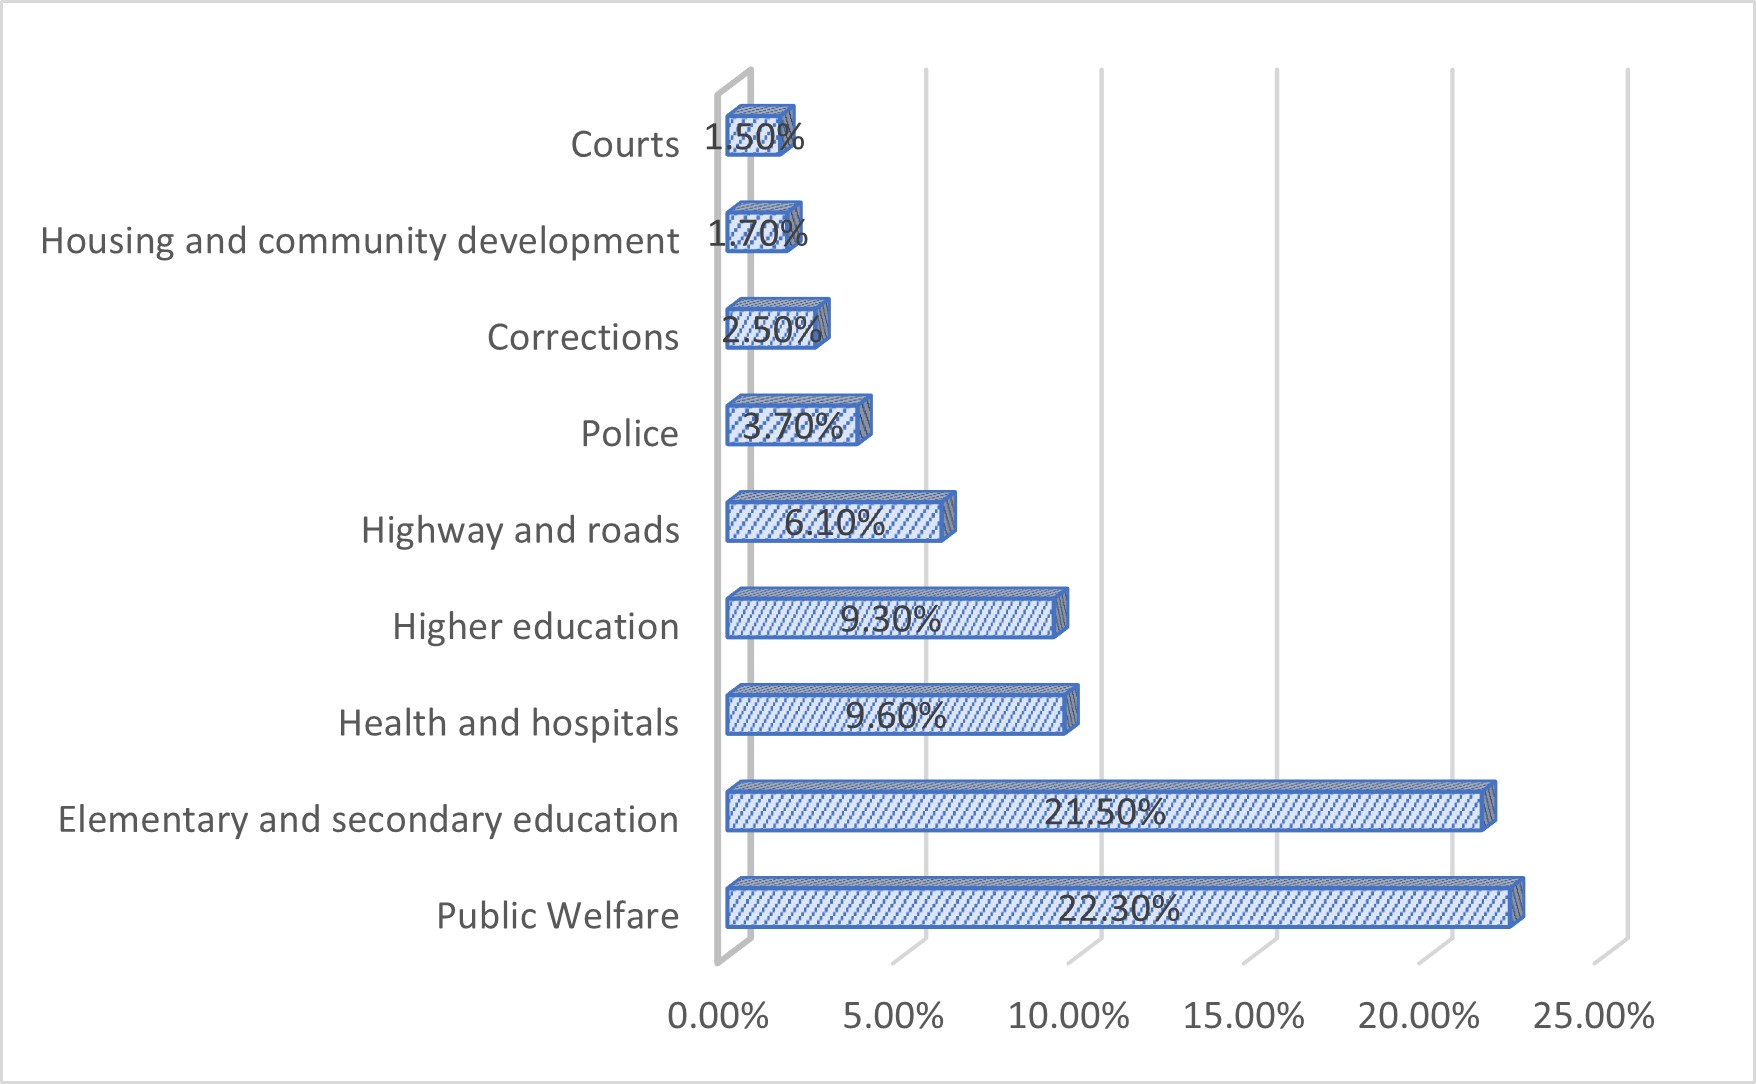 Courts 1.50%
Housing and community development 1.70%
Corrections 2.50%
Police 3.70%
Highway and roads 6.10%
Higher education 9.30%
Health and hospitals 9.60%
Elementary and secondary education 21.50%
Public Welfare 22.30%
0.00% 5.00% 10.00% 15.00% 20.00% 25.00%